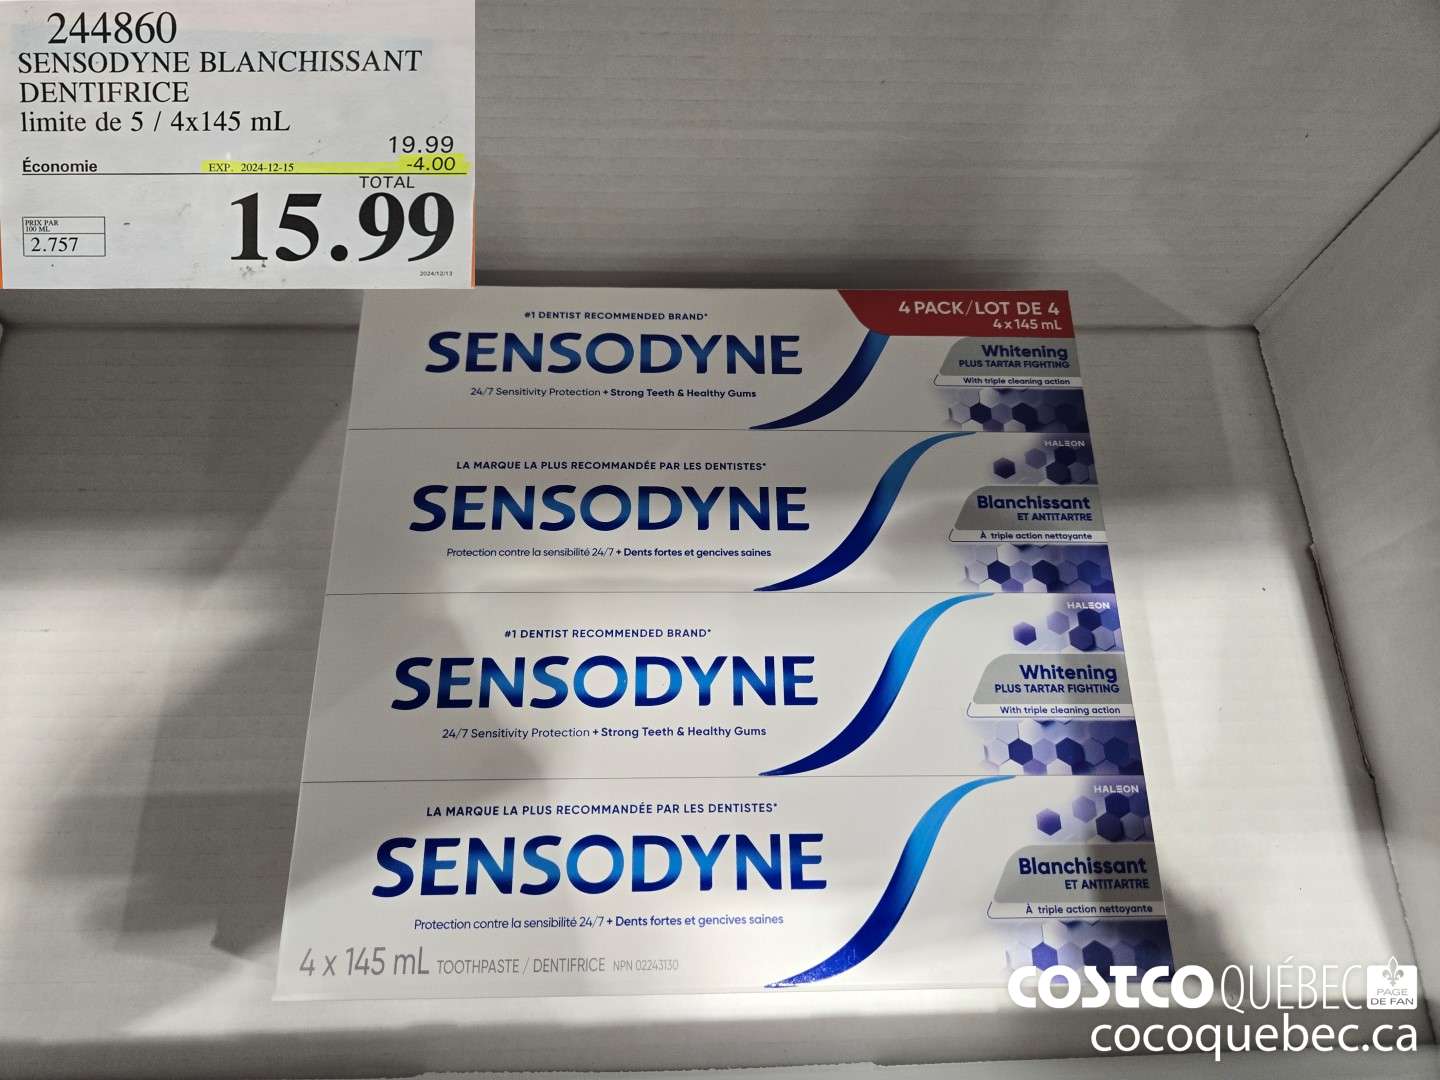 244860
SENSODYNE BLANCHISSANT
DENTIFRICE
limite de 5 / 4x145 mL
19.99
Économie
EXP. 2024-12-15
-4.00
TOTAL
PRIX PAR
100 ML
2.757
15.99
2024/12/13
4 PACK/LOT DE 4
4 x 145 mL
#1 DENTIST RECOMMENDED BRAND*
SENSODYNE
24/7 Sensitivity Protection + Strong Teeth & Healthy Gums
Whitening
PLUS TARTAR FIGHTING
With triple cleaning action
HALEON
LA MARQUE LA PLUS RECOMMANDÉE PAR LES DENTISTES*
SENSODYNE
Protection contre la sensibilité 24/7 + Dents fortes et gencives saines
Blanchissant
ET ANTITARTRE
À triple action nettoyante
HALEON
#1 DENTIST RECOMMENDED BRAND*
SENSODYNE
24/7 Sensitivity Protection + Strong Teeth & Healthy Gums
Whitening
PLUS TARTAR FIGHTING
With triple cleaning action
HALEON
LA MARQUE LA PLUS RECOMMANDÉE PAR LES DENTISTES*
SENSODYNE
Protection contre la sensibilité 24/7 + Dents fortes et gencives saines
Blanchissant
ET ANTITARTRE
À triple action nettoyante
4 x 145 mL TOOTHPASTE / DENTIFRICE NPN 02243130
COSTCO QUÉBEC PAGE DE FAN
cocoquebec.ca